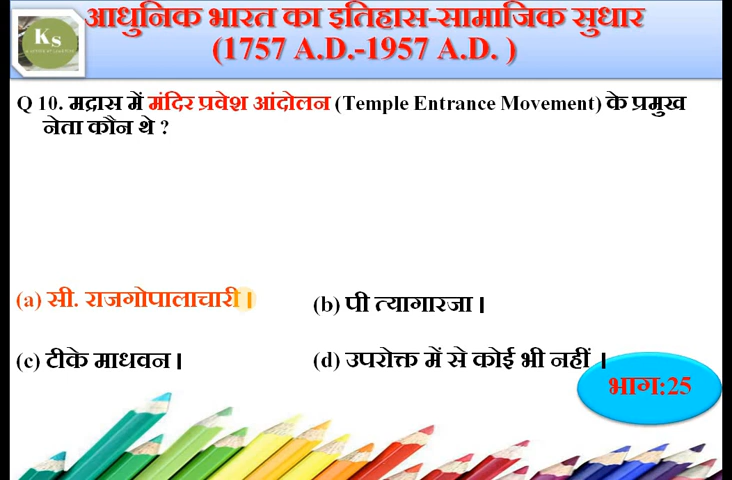 Ks
आधुनिक भारत का इतिहास-सामाजिक सुधार
(1757 A.D.-1957 A.D. )
Q 10. मद्रास में मंदिर प्रवेश आंदोलन (Temple Entrance Movement) के प्रमुख
नेता कौन थे ?
(a) सी. राजगोपालाचारी ।
(b) पी त्यागारजा ।
(c) टीके माधवन ।
(d) उपरोक्त में से कोई भी नहीं ।
भाग:25